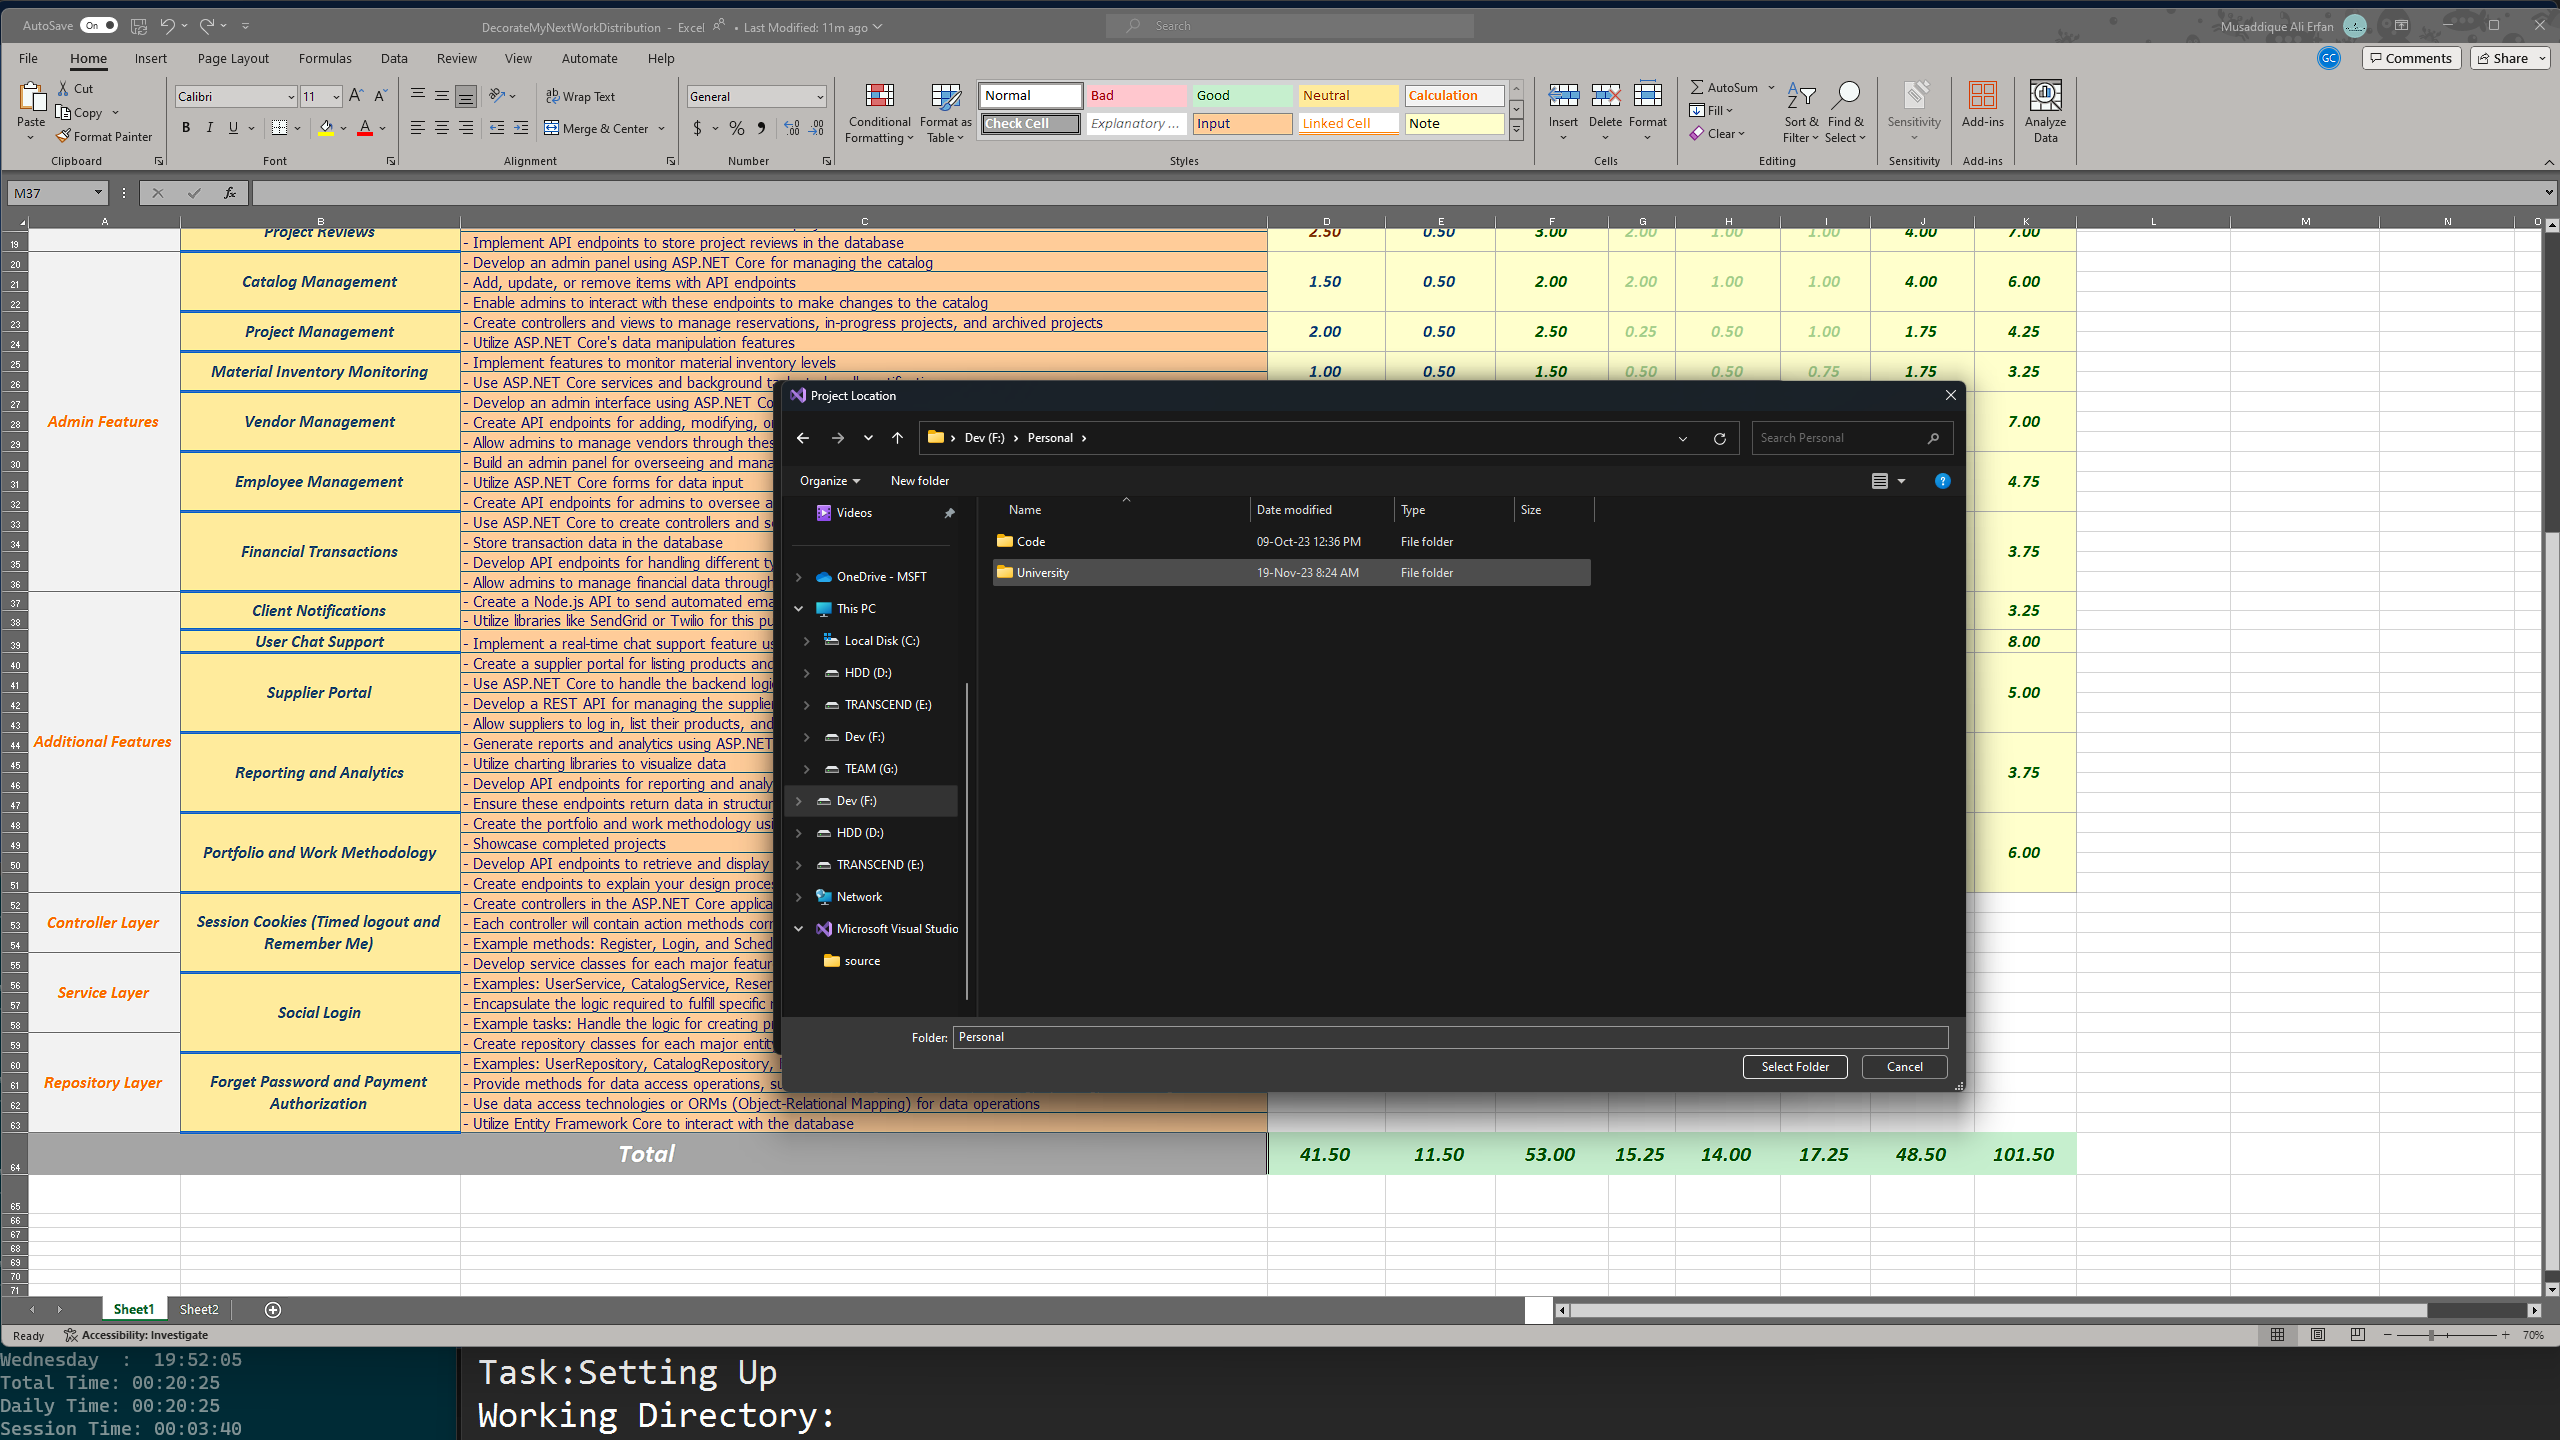 AutoSave On
DecorateMyNextWorkDistribution - Excel • Last Modified: 11m ago
Search
Musaddique Ali Erfan
File Home Insert Page Layout Formulas Data Review View Automate Help
GC Comments Share
Paste Cut Copy Format Painter
Calibri 11
B I U
Wrap Text
Merge & Center
General
$ %
Conditional Formatting
Format as Table
Normal Bad Good Neutral Calculation
Check Cell Explanatory ... Input Linked Cell Note
Insert Delete Format
AutoSum
Fill
Clear
Sort & Filter
Find & Select
Sensitivity
Add-ins
Analyze Data
Clipboard Font Alignment Number Styles Cells Editing Sensitivity Add-ins
M37 fx
A B C D E F G H I J K L M N O
19 Project Reviews - Implement API endpoints to store project reviews in the database 2.50 0.50 3.00 2.00 1.00 1.00 4.00 7.00
20 - Develop an admin panel using ASP.NET Core for managing the catalog
21 Catalog Management - Add, update, or remove items with API endpoints 1.50 0.50 2.00 2.00 1.00 1.00 4.00 6.00
22 - Enable admins to interact with these endpoints to make changes to the catalog
23 - Create controllers and views to manage reservations, in-progress projects, and archived projects
Project Management 2.00 0.50 2.50 0.25 0.50 1.00 1.75 4.25
24 - Utilize ASP.NET Core's data manipulation features
25 - Implement features to monitor material inventory levels
Material Inventory Monitoring 1.00 0.50 1.50 0.50 0.50 0.75 1.75 3.25
26 - Use ASP.NET Core services and background
27 - Develop an admin interface using ASP.NET Co
28 Admin Features Vendor Management - Create API endpoints for adding, modifying, or 7.00
29 - Allow admins to manage vendors through thes
30 - Build an admin panel for overseeing and mana
31 Employee Management - Utilize ASP.NET Core forms for data input 4.75
32 - Create API endpoints for admins to oversee a
33 - Use ASP.NET Core to create controllers and se
34 - Store transaction data in the database
Financial Transactions 3.75
35 - Develop API endpoints for handling different ty
36 - Allow admins to manage financial data through
37 - Create a Node.js API to send automated ema
Client Notifications 3.25
38 - Utilize libraries like SendGrid or Twilio for this pu
39 User Chat Support - Implement a real-time chat support feature us 8.00
40 - Create a supplier portal for listing products and
41 - Use ASP.NET Core to handle the backend logi
Supplier Portal 5.00
42 - Develop a REST API for managing the supplier
43 - Allow suppliers to log in, list their products, and
44 Additional Features - Generate reports and analytics using ASP.NET
45 - Utilize charting libraries to visualize data
Reporting and Analytics 3.75
46 - Develop API endpoints for reporting and analy
47 - Ensure these endpoints return data in structur
48 - Create the portfolio and work methodology usi
49 - Showcase completed projects
Portfolio and Work Methodology 6.00
50 - Develop API endpoints to retrieve and display
51 - Create endpoints to explain your design proces
52 - Create controllers in the ASP.NET Core applica
53 Controller Layer Session Cookies (Timed logout and Remember Me) - Each controller will contain action methods corr
54 - Example methods: Register, Login, and Sched
55 - Develop service classes for each major featur
56 - Examples: UserService, CatalogService, Reser
57 Service Layer Social Login - Encapsulate the logic required to fulfill specific
58 - Example tasks: Handle the logic for creating pr
59 - Create repository classes for each major entity
60 - Examples: UserRepository, CatalogRepository,
61 Repository Layer Forget Password and Payment Authorization - Provide methods for data access operations, su
62 - Use data access technologies or ORMs (Object-Relational Mapping) for data operations
63 - Utilize Entity Framework Core to interact with the database
64 Total 41.50 11.50 53.00 15.25 14.00 17.25 48.50 101.50
65
66
67
68
69
70
71
Project Location
Dev (F:) Personal
Search Personal
Organize New folder
Name Date modified Type Size
Code 09-Oct-23 12:36 PM File folder
University 19-Nov-23 8:24 AM File folder
Videos
OneDrive - MSFT
This PC
Local Disk (C:)
HDD (D:)
TRANSCEND (E:)
Dev (F:)
TEAM (G:)
Dev (F:)
HDD (D:)
TRANSCEND (E:)
Network
Microsoft Visual Studio
source
Folder: Personal
Select Folder Cancel
Sheet1 Sheet2
Ready Accessibility: Investigate
70%
Wednesday : 19:52:05
Total Time: 00:20:25
Daily Time: 00:20:25
Session Time: 00:03:40
Task:Setting Up
Working Directory: